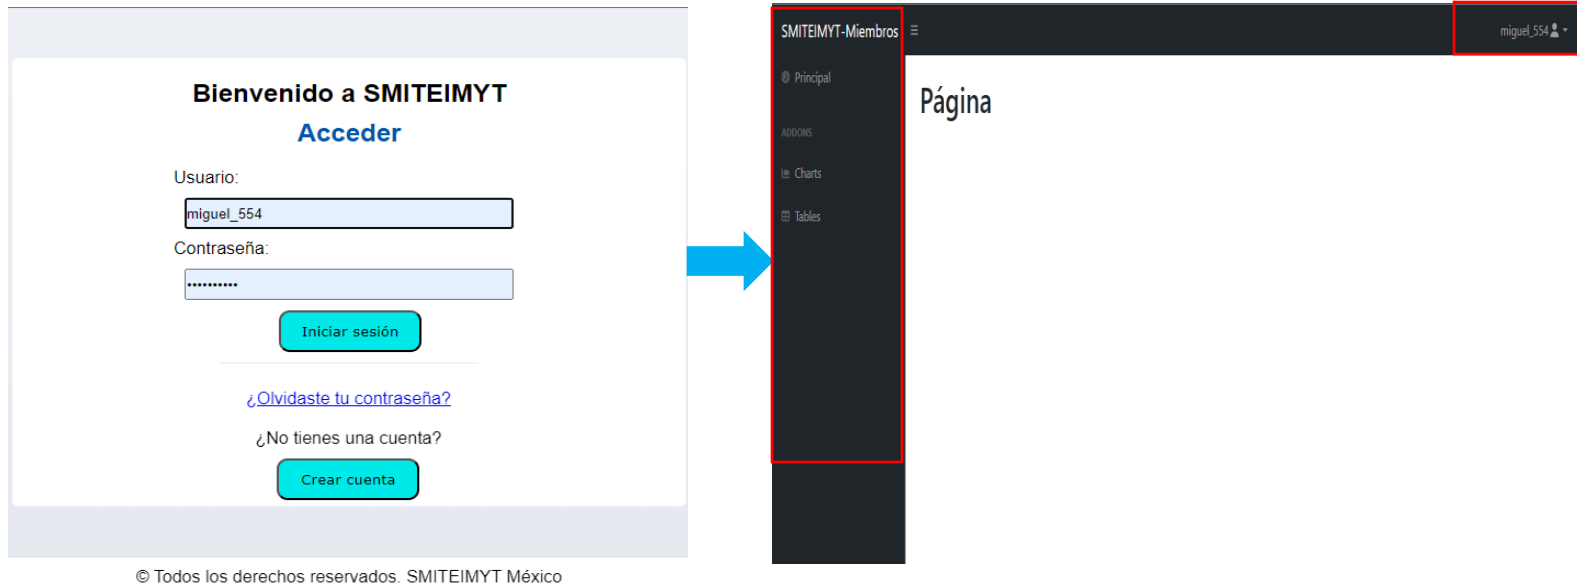 Bienvenido a SMITEIMYT
Acceder
Usuario:
miguel_554
Contraseña:
••••••••••
Iniciar sesión
¿Olvidaste tu contraseña?
¿No tienes una cuenta?
Crear cuenta
© Todos los derechos reservados. SMITEIMYT México
SMITEIMYT-Miembros
miguel_554
Principal
Página
ADDONS
Charts
Tables